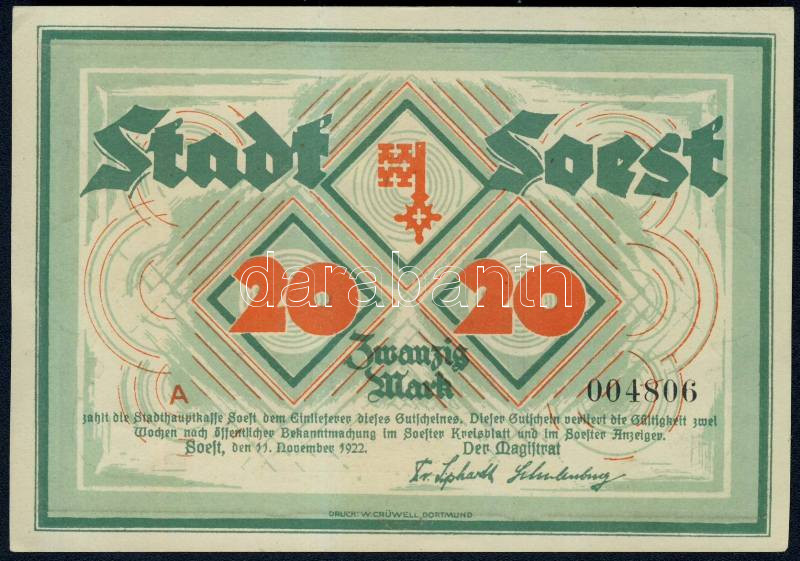 Stadt Soest
20 20
darabanth
Zwanzig
Mark
A 004806
zahlt die Stadthauptkasse Soest dem Einlieferer dieses Gutscheines. Dieser Gutschein verliert die Gültigkeit zwei
Wochen nach öffentlicher Bekanntmachung im Soester Kreisblatt und im Soester Anzeiger.
Soest, den 11. November 1922. Der Magistrat
Schulenburg
DRUCK: W. CRÜWELL, DORTMUND